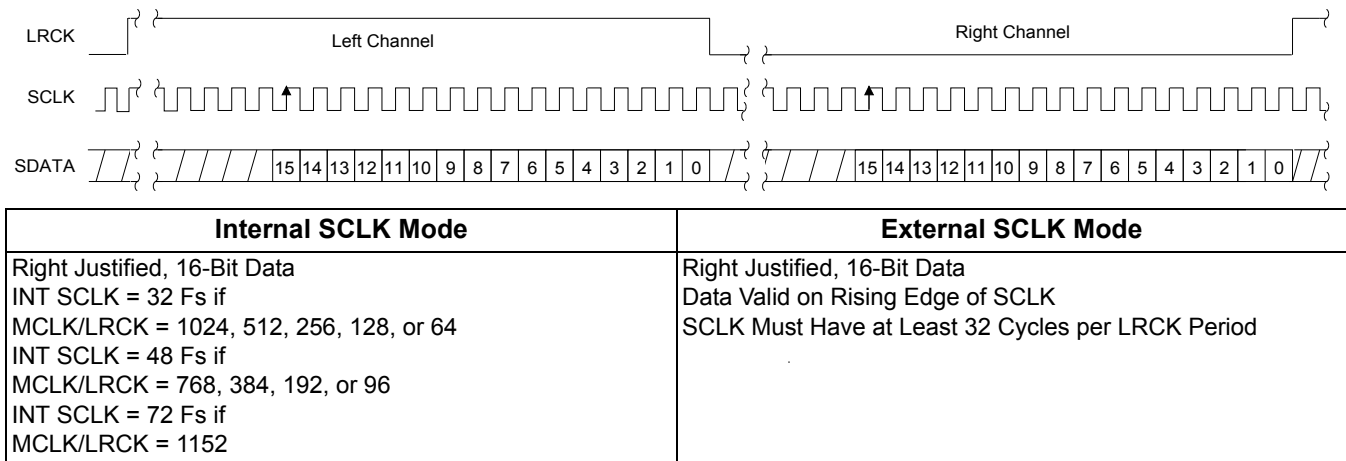 LRCK Left Channel Right Channel
SCLK
SDATA 15 14 13 12 11 10 9 8 7 6 5 4 3 2 1 0 15 14 13 12 11 10 9 8 7 6 5 4 3 2 1 0
Internal SCLK Mode
Right Justified, 16-Bit Data
INT SCLK = 32 Fs if
MCLK/LRCK = 1024, 512, 256, 128, or 64
INT SCLK = 48 Fs if
MCLK/LRCK = 768, 384, 192, or 96
INT SCLK = 72 Fs if
MCLK/LRCK = 1152
External SCLK Mode
Right Justified, 16-Bit Data
Data Valid on Rising Edge of SCLK
SCLK Must Have at Least 32 Cycles per LRCK Period